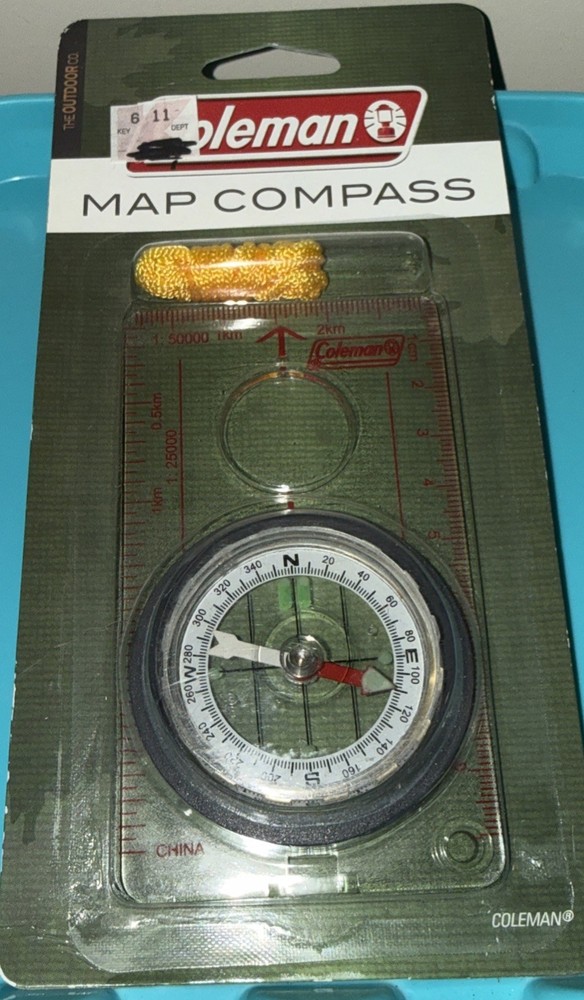 THE OUTDOOR CO.
6 11
KEY DEPT
Coleman
MAP COMPASS
1. 50000 1km 2km
Coleman®
1cm
2
3
4
5
0.5km
1. 25000
1km
N
20
40
60
80
E
100
120
140
160
S
200
240
260
W
280
300
320
340
CHINA
COLEMAN®